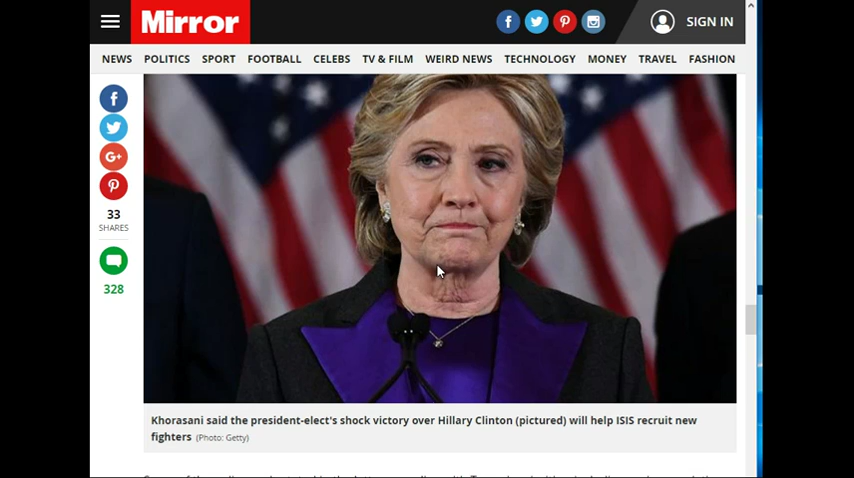 Mirror
SIGN IN
NEWS POLITICS SPORT FOOTBALL CELEBS TV & FILM WEIRD NEWS TECHNOLOGY MONEY TRAVEL FASHION
33
SHARES
328
Khorasani said the president-elect's shock victory over Hillary Clinton (pictured) will help ISIS recruit new
fighters (Photo: Getty)